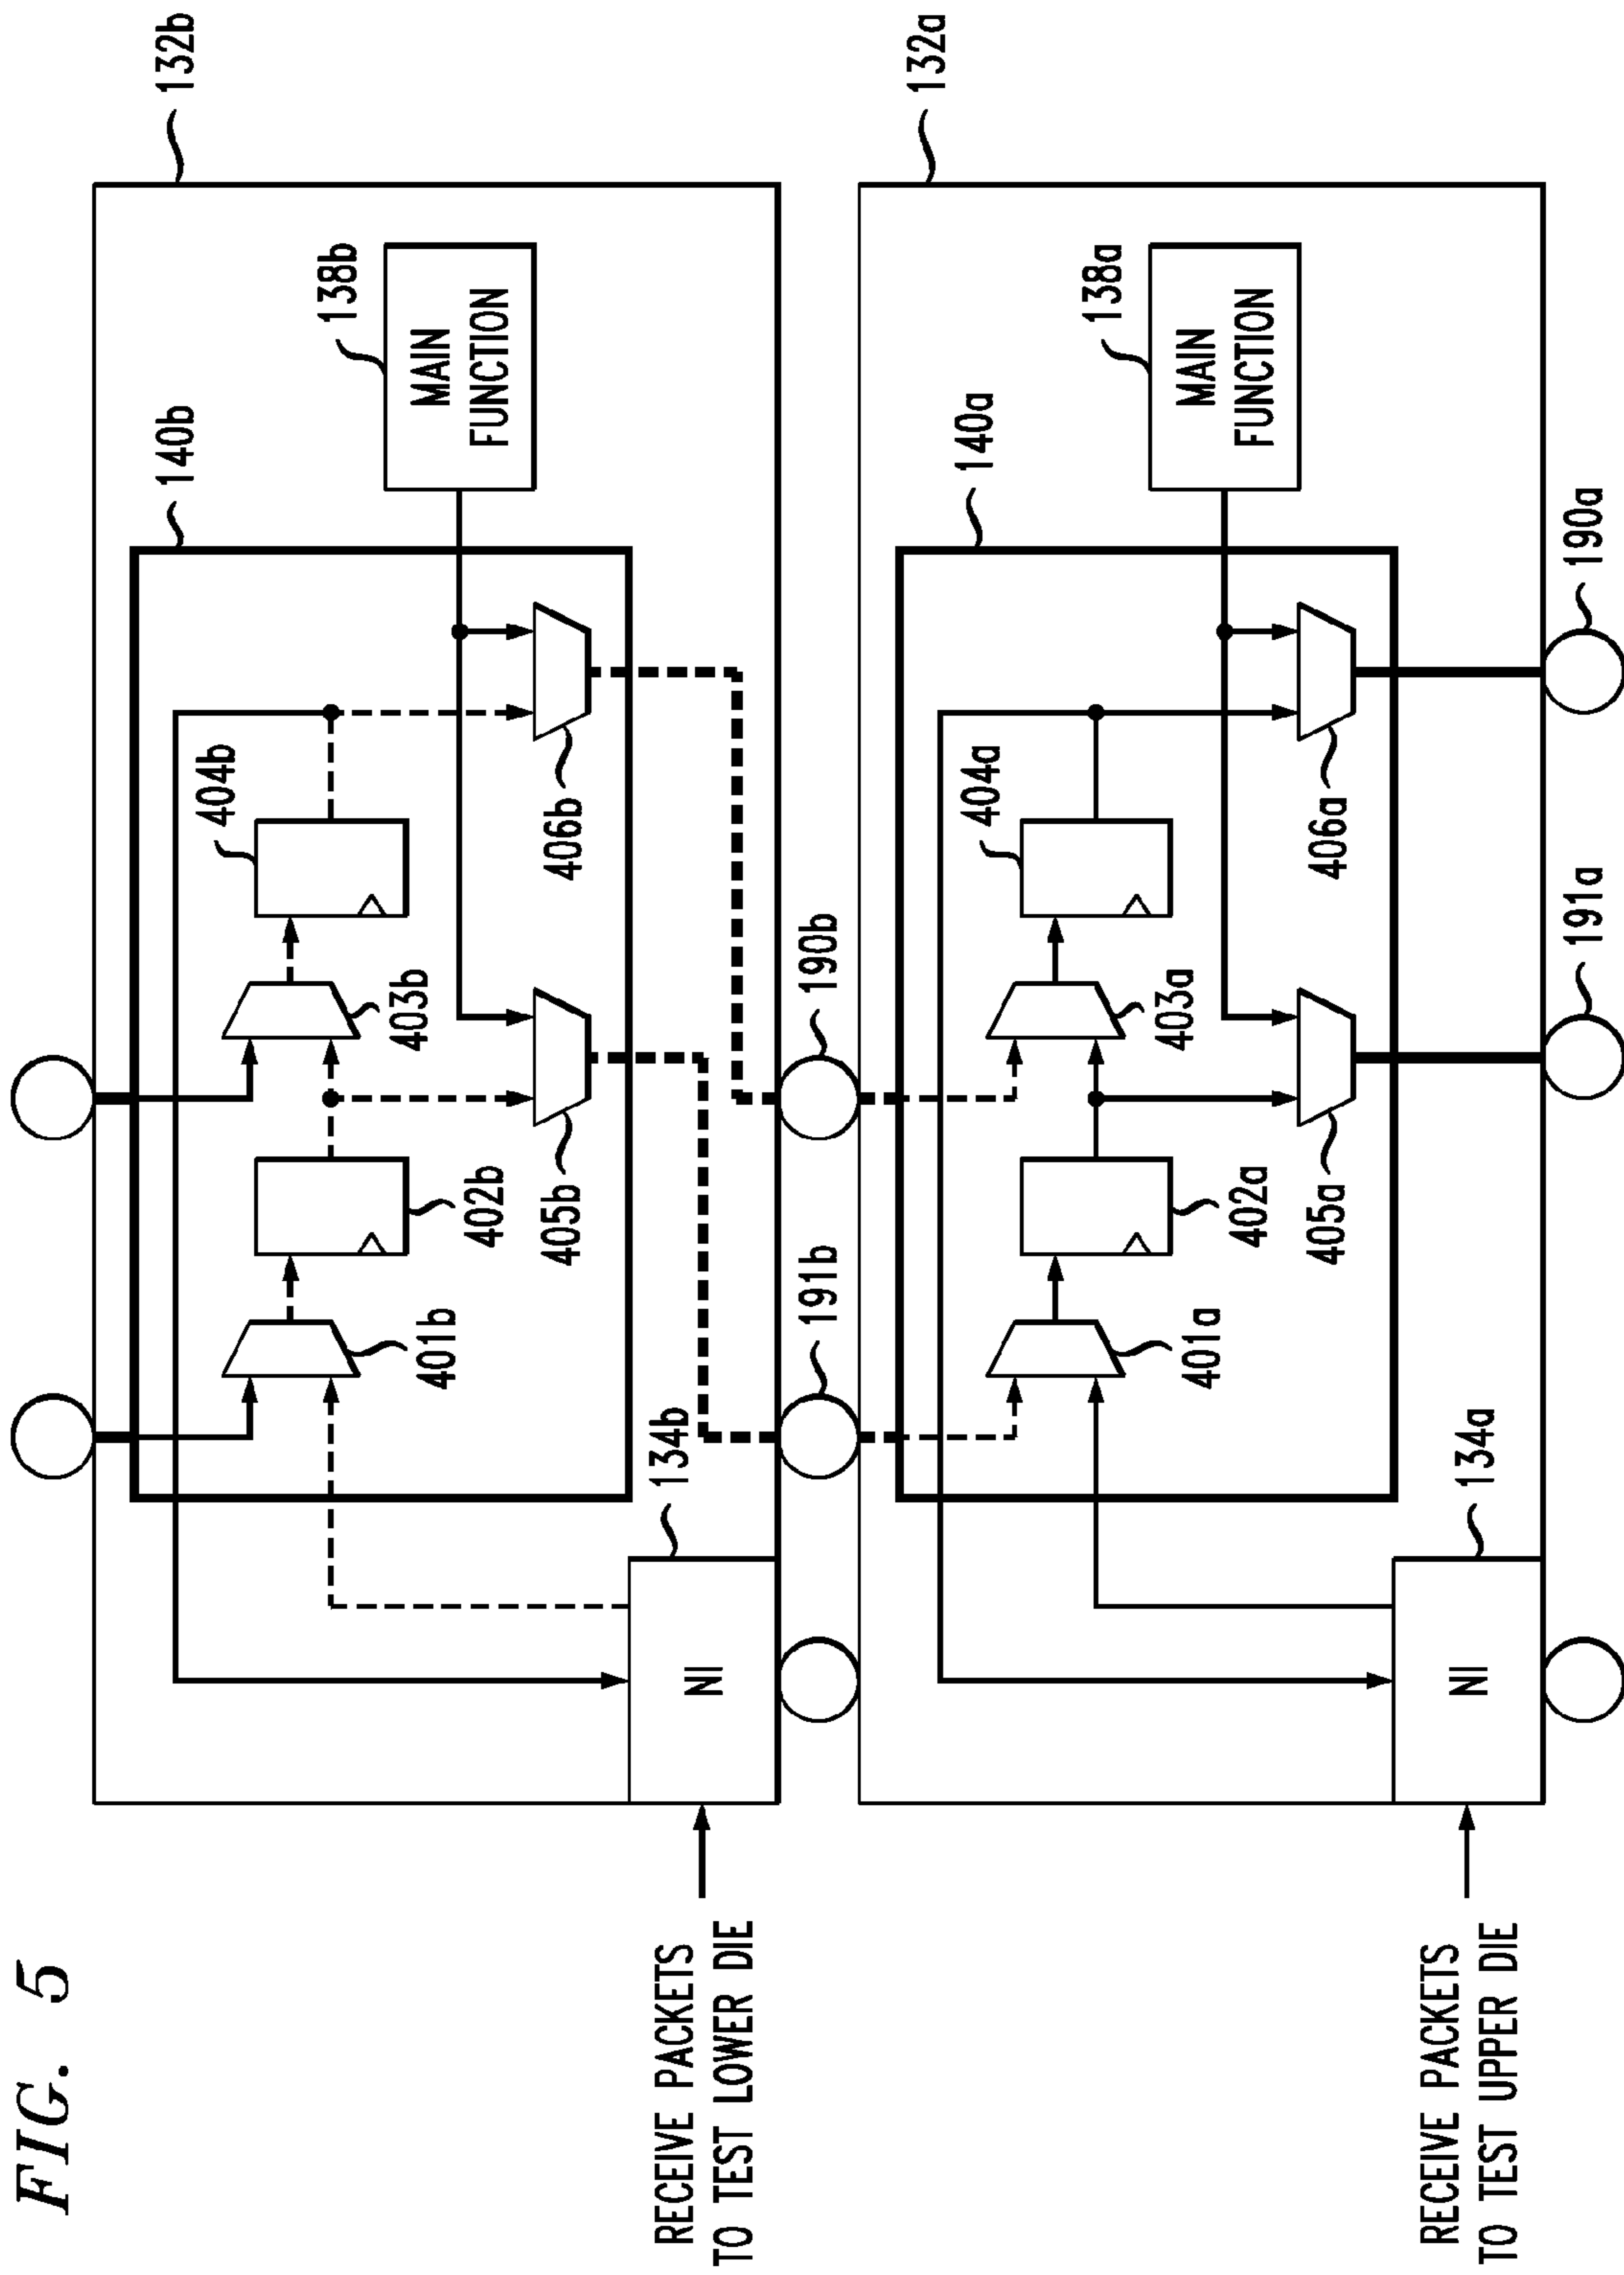 FIG. 5
132b
140b
138b
MAIN
FUNCTION
404b
403b
406b
402b
405b
401b
134b
NI
RECEIVE PACKETS
TO TEST LOWER DIE
190b
191b
132a
140a
138a
MAIN
FUNCTION
404a
403a
406a
402a
405a
401a
134a
NI
RECEIVE PACKETS
TO TEST UPPER DIE
190a
191a